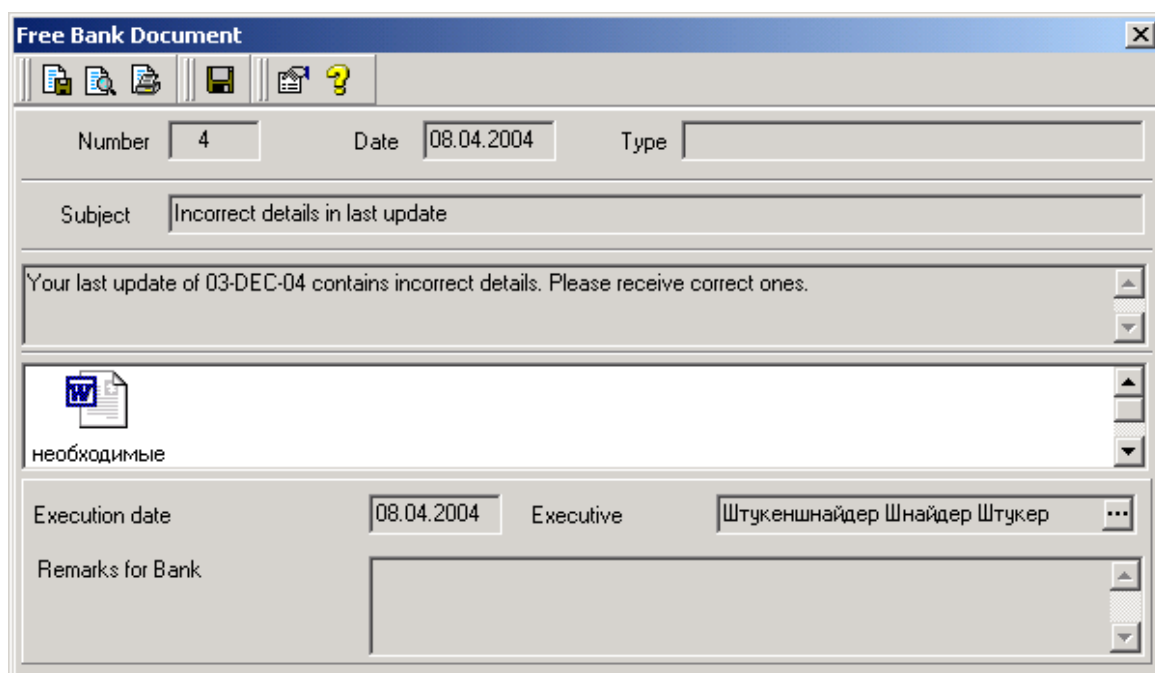 Free Bank Document
Number 4 Date 08.04.2004 Type
Subject Incorrect details in last update
Your last update of 03-DEC-04 contains incorrect details. Please receive correct ones.
необходимые
Execution date 08.04.2004 Executive Штукеншнайдер Шнайдер Штукер ...
Remarks for Bank